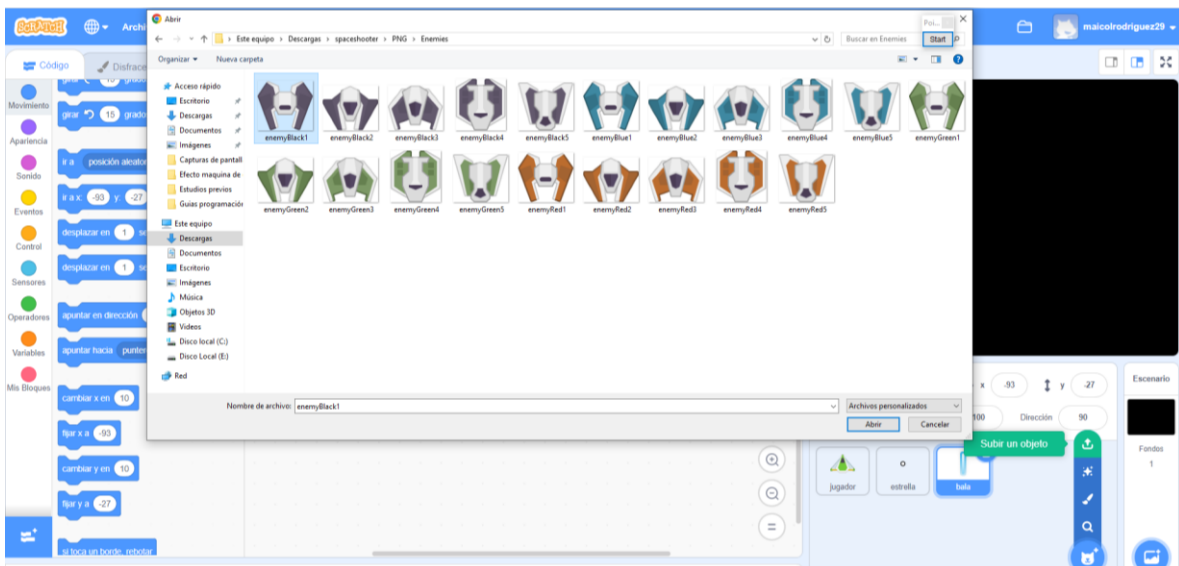 SCRATCH
Archi
maicolrodriguez29
Código
Disfrace
Movimiento
Apariencia
Sonido
Eventos
Control
Sensores
Operadores
Variables
Mis Bloques
girar 15 grados
girar 15 grados
ir a posición aleator
ir a x: -93 y: -27
desplazar en 1 se
desplazar en 1 se
apuntar en dirección
apuntar hacia punter
cambiar x en 10
fijar x a -93
cambiar y en 10
fijar y a -27
si toca un borde, rebotar
Abrir
Este equipo > Descargas > spaceshooter > PNG > Enemies
Buscar en Enemies
Poi...
Start
Organizar
Nueva carpeta
Acceso rápido
Escritorio
Descargas
Documentos
Imágenes
Capturas de pantall
Efecto maquina de
Estudios previos
Guias programación
Este equipo
Descargas
Documentos
Escritorio
Imágenes
Música
Objetos 3D
Videos
Disco local (C:)
Disco Local (E:)
Red
enemyBlack1 enemyBlack2 enemyBlack3 enemyBlack4 enemyBlack5 enemyBlue1 enemyBlue2 enemyBlue3 enemyBlue4 enemyBlue5 enemyGreen1
enemyGreen2 enemyGreen3 enemyGreen4 enemyGreen5 enemyRed1 enemyRed2 enemyRed3 enemyRed4 enemyRed5
Nombre de archivo: enemyBlack1
Archivos personalizados
Abrir
Cancelar
x -93 y -27
100 Dirección 90
Subir un objeto
jugador
estrella
bala
Escenario
Fondos
1